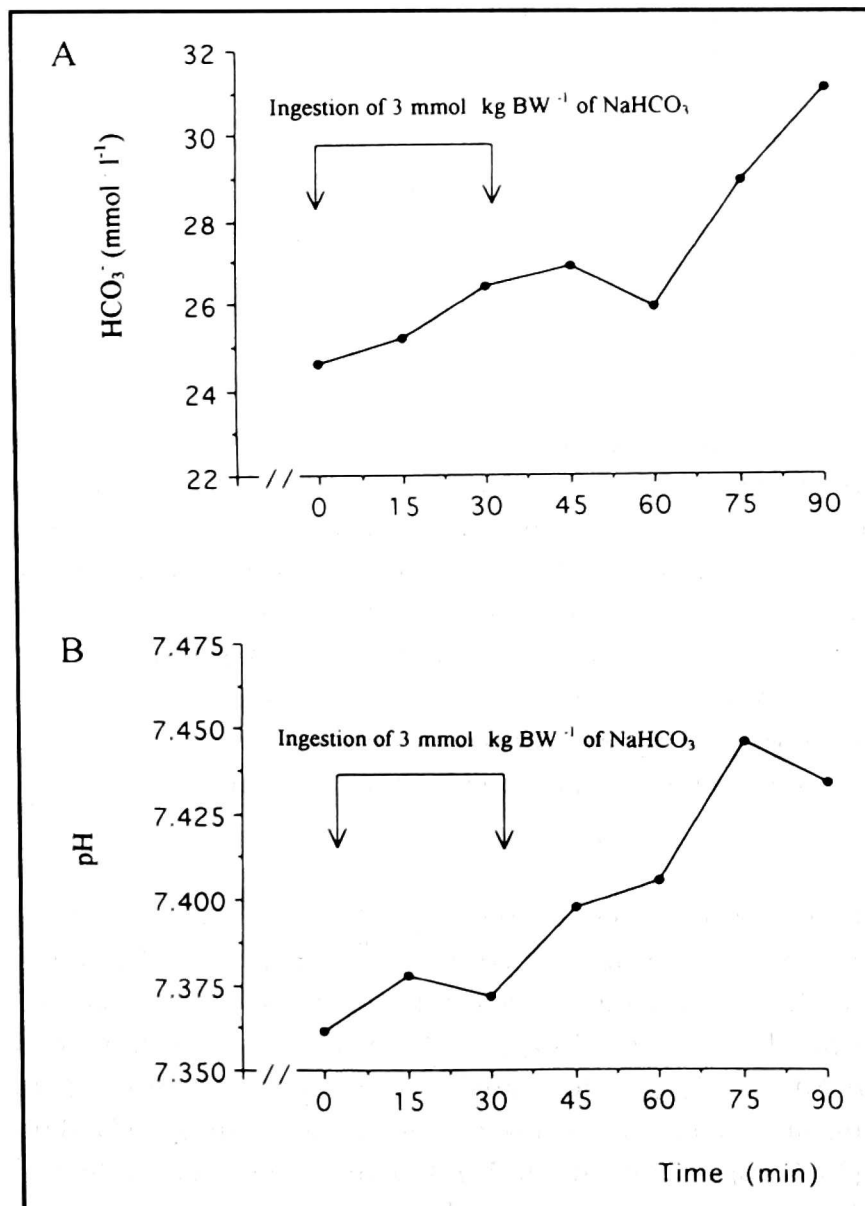 A
32
30
28
26
24
22
HCO₃⁻ (mmol l⁻¹)
Ingestion of 3 mmol kg BW ⁻¹ of NaHCO₃
0 15 30 45 60 75 90
B
7.475
7.450
7.425
7.400
7.375
7.350
pH
Ingestion of 3 mmol kg BW ⁻¹ of NaHCO₃
0 15 30 45 60 75 90
Time (min)